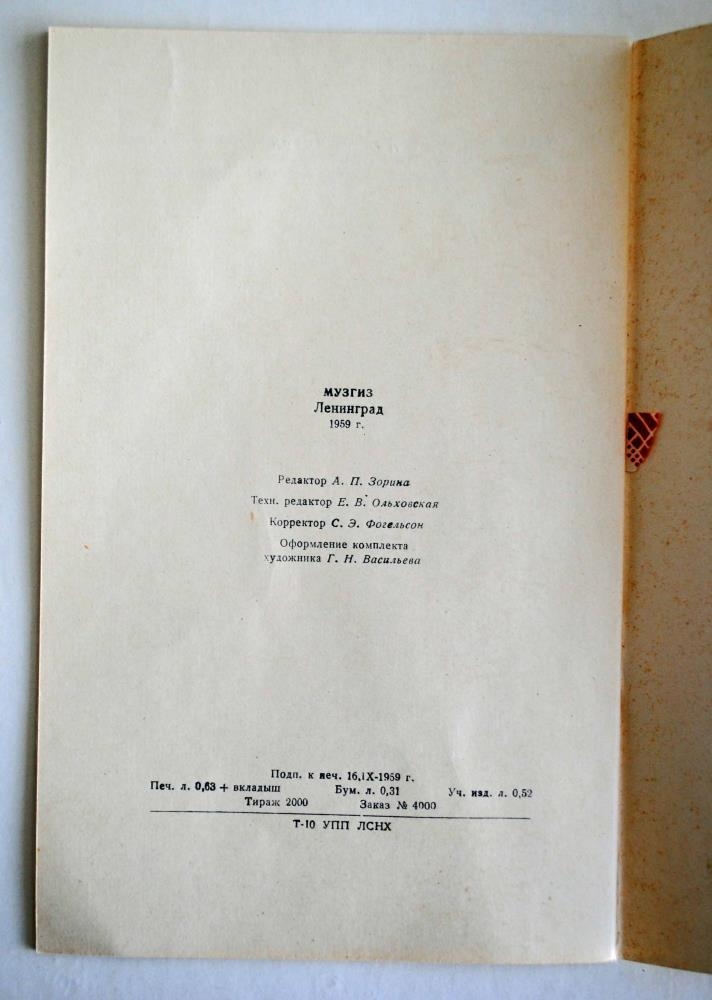 МУЗГИЗ
Ленинград
1959 г.
Редактор А. П. Зорина
Техн. редактор Е. В. Ольховская
Корректор С. Э. Фогельсон
Оформление комплекта
художника Г. Н. Васильева
Подп. к печ. 16.IX-1959 г.
Печ. л. 0,63 + вкладыш Бум. л. 0,31 Уч. изд. л. 0,52
Тираж 2000 Заказ № 4000
Т-10 УПП ЛСНХ